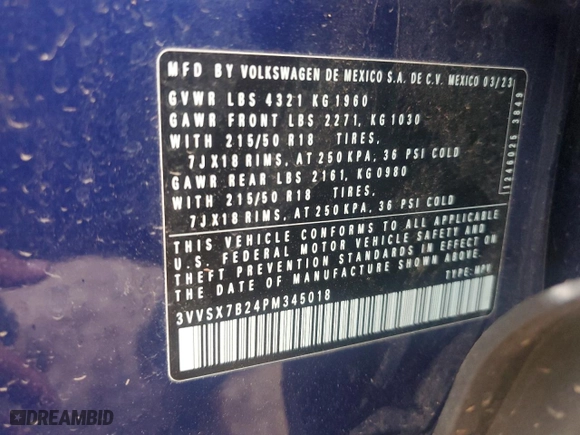 MFD BY VOLKSWAGEN DE MEXICO S.A. DE C.V. MEXICO 03/23
GVWR LBS 4321 KG 1960
GAWR FRONT LBS 2271, KG 1030
WITH 215/50 R18 TIRES,
7JX18 RIMS, AT 250 KPA, 36 PSI COLD
GAWR REAR LBS 2161, KG0980
WITH 215/50 R18 TIRES,
7JX18 RIMS, AT 250 KPA, 36 PSI COLD
THIS VEHICLE CONFORMS TO ALL APPLICABLE
U.S. FEDERAL MOTOR VEHICLE SAFETY AND
THEFT PREVENTION STANDARDS IN EFFECT ON
THE DATE OF MANUFACTURE SHOWN ABOVE.
3VVSX7B24PM345018 TYPE: MPV
1246025 3849
DREAMBID